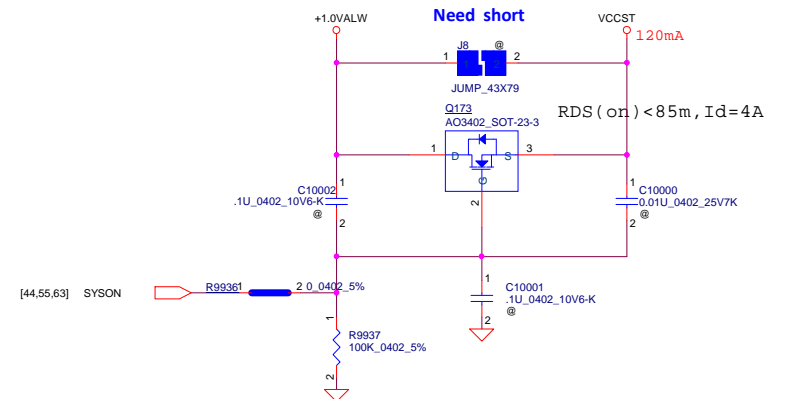 Need short
+1.0VALW
VCCST
120mA
J8
@
1
1
2
2
JUMP_43X79
Q173
AO3402_SOT-23-3
RDS(on)<85m,Id=4A
1
D
S
3
G
2
1
C10002
.1U_0402_10V6-K
@
2
1
C10000
0.01U_0402_25V7K
@
2
[44,55,63]
SYSON
R9936
1
2
0_0402_5%
1
C10001
.1U_0402_10V6-K
@
2
1
R9937
100K_0402_5%
2